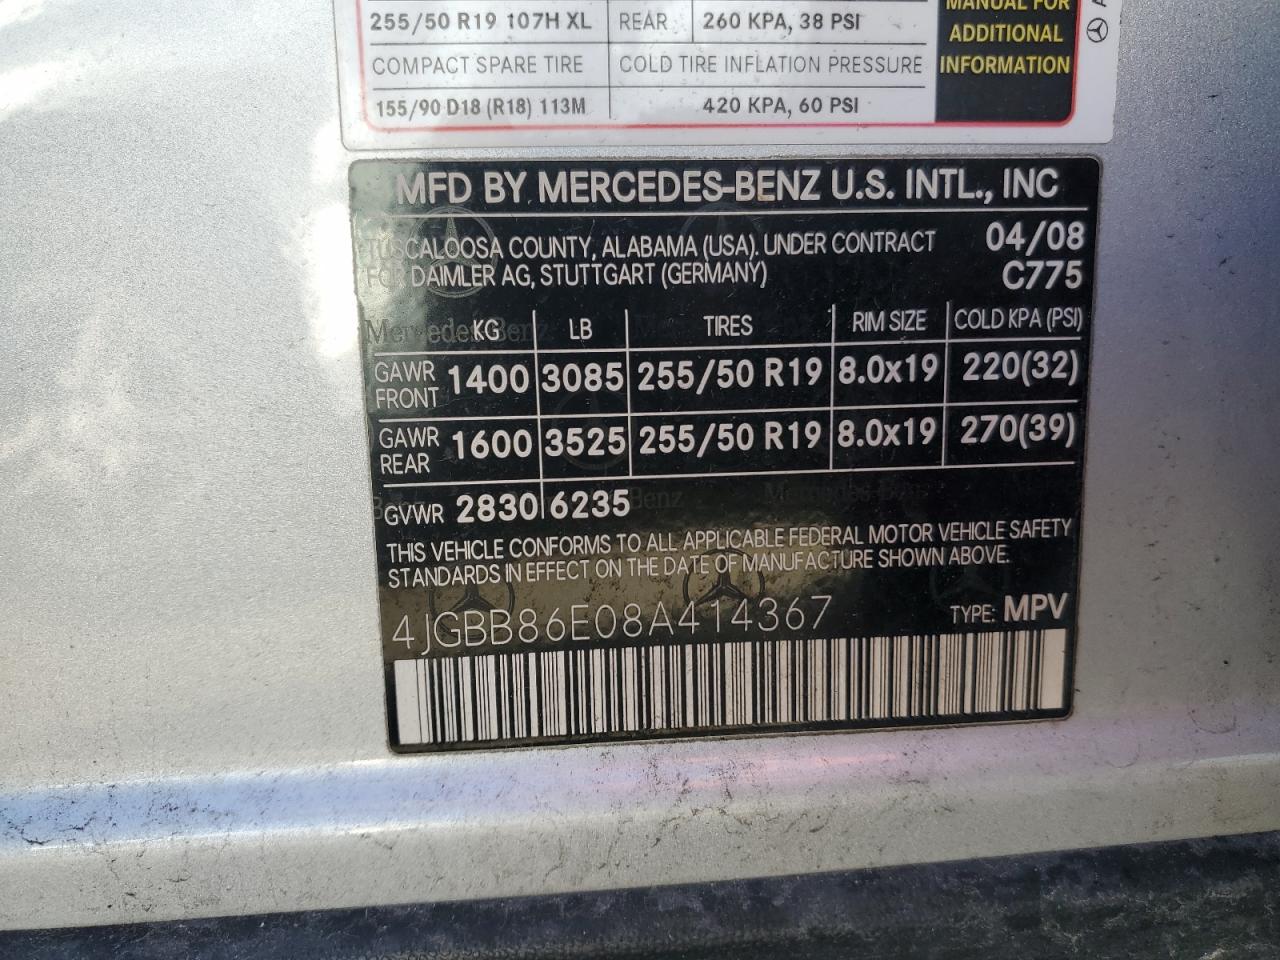 MANUAL FOR
255/50 R19 107H XL REAR 260 KPA, 38 PSI ADDITIONAL
COMPACT SPARE TIRE COLD TIRE INFLATION PRESSURE INFORMATION
155/90 D18 (R18) 113M 420 KPA, 60 PSI
MFD BY MERCEDES-BENZ U.S. INTL., INC
TUSCALOOSA COUNTY, ALABAMA (USA). UNDER CONTRACT 04/08
FOR DAIMLER AG, STUTTGART (GERMANY) C775
KG LB TIRES RIM SIZE COLD KPA (PSI)
GAWR FRONT 1400 3085 255/50 R19 8.0x19 220(32)
GAWR REAR 1600 3525 255/50 R19 8.0x19 270(39)
GVWR 2830 6235
THIS VEHICLE CONFORMS TO ALL APPLICABLE FEDERAL MOTOR VEHICLE SAFETY
STANDARDS IN EFFECT ON THE DATE OF MANUFACTURE SHOWN ABOVE.
4JGBB86E08A414367 TYPE: MPV